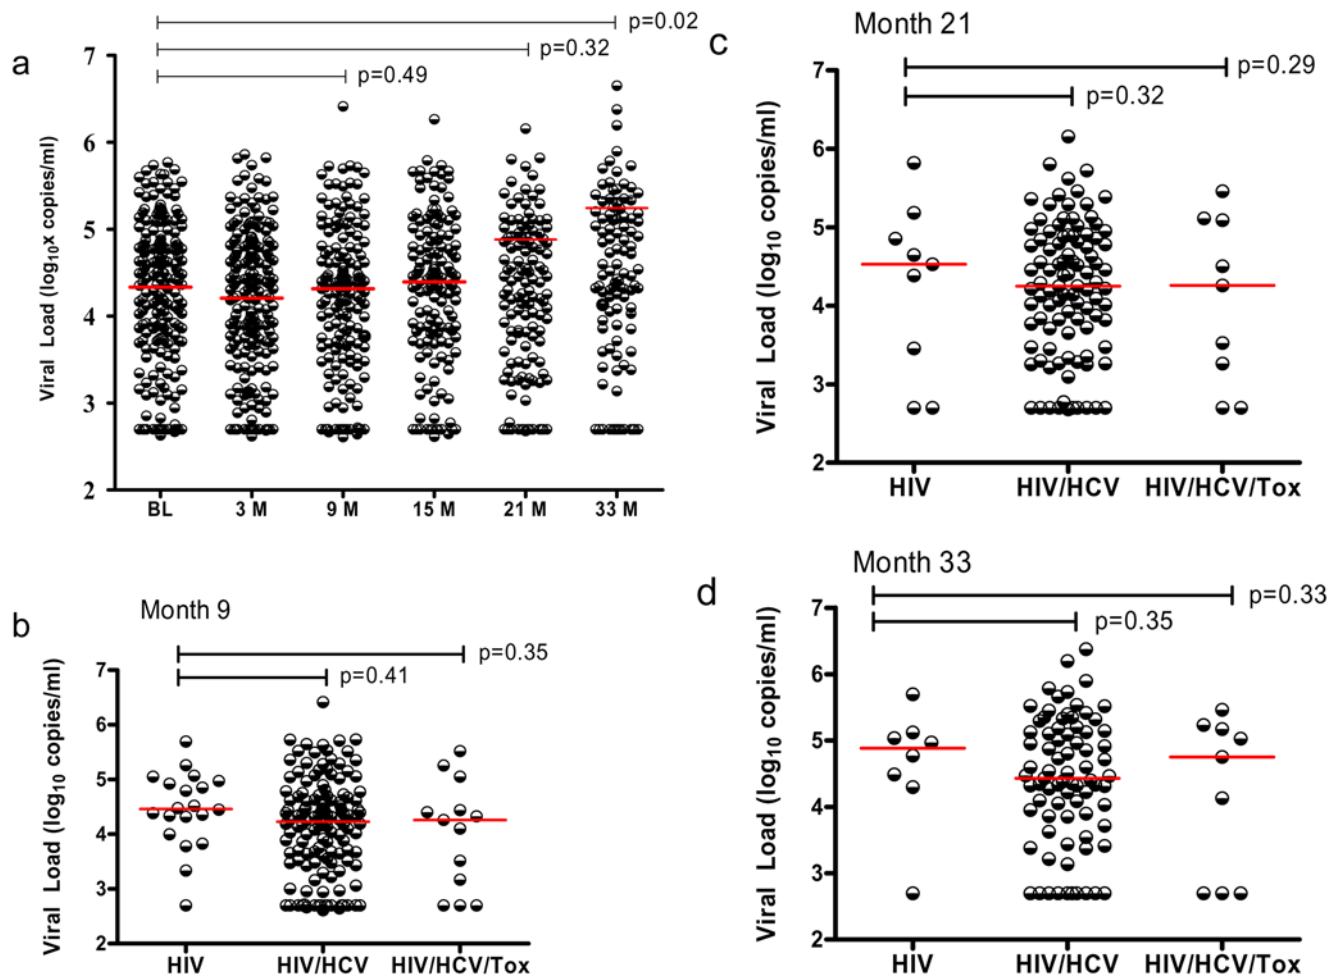 a
p=0.02
p=0.32
p=0.49
Viral Load (log10x copies/ml)
7
6
5
4
3
2
BL 3 M 9 M 15 M 21 M 33 M
b
Month 9
p=0.35
p=0.41
Viral Load (log10 copies/ml)
7
6
5
4
3
2
HIV HIV/HCV HIV/HCV/Tox
c
Month 21
p=0.29
p=0.32
Viral Load (log10 copies/ml)
7
6
5
4
3
2
HIV HIV/HCV HIV/HCV/Tox
d
Month 33
p=0.33
p=0.35
Viral Load (log10 copies/ml)
7
6
5
4
3
2
HIV HIV/HCV HIV/HCV/Tox